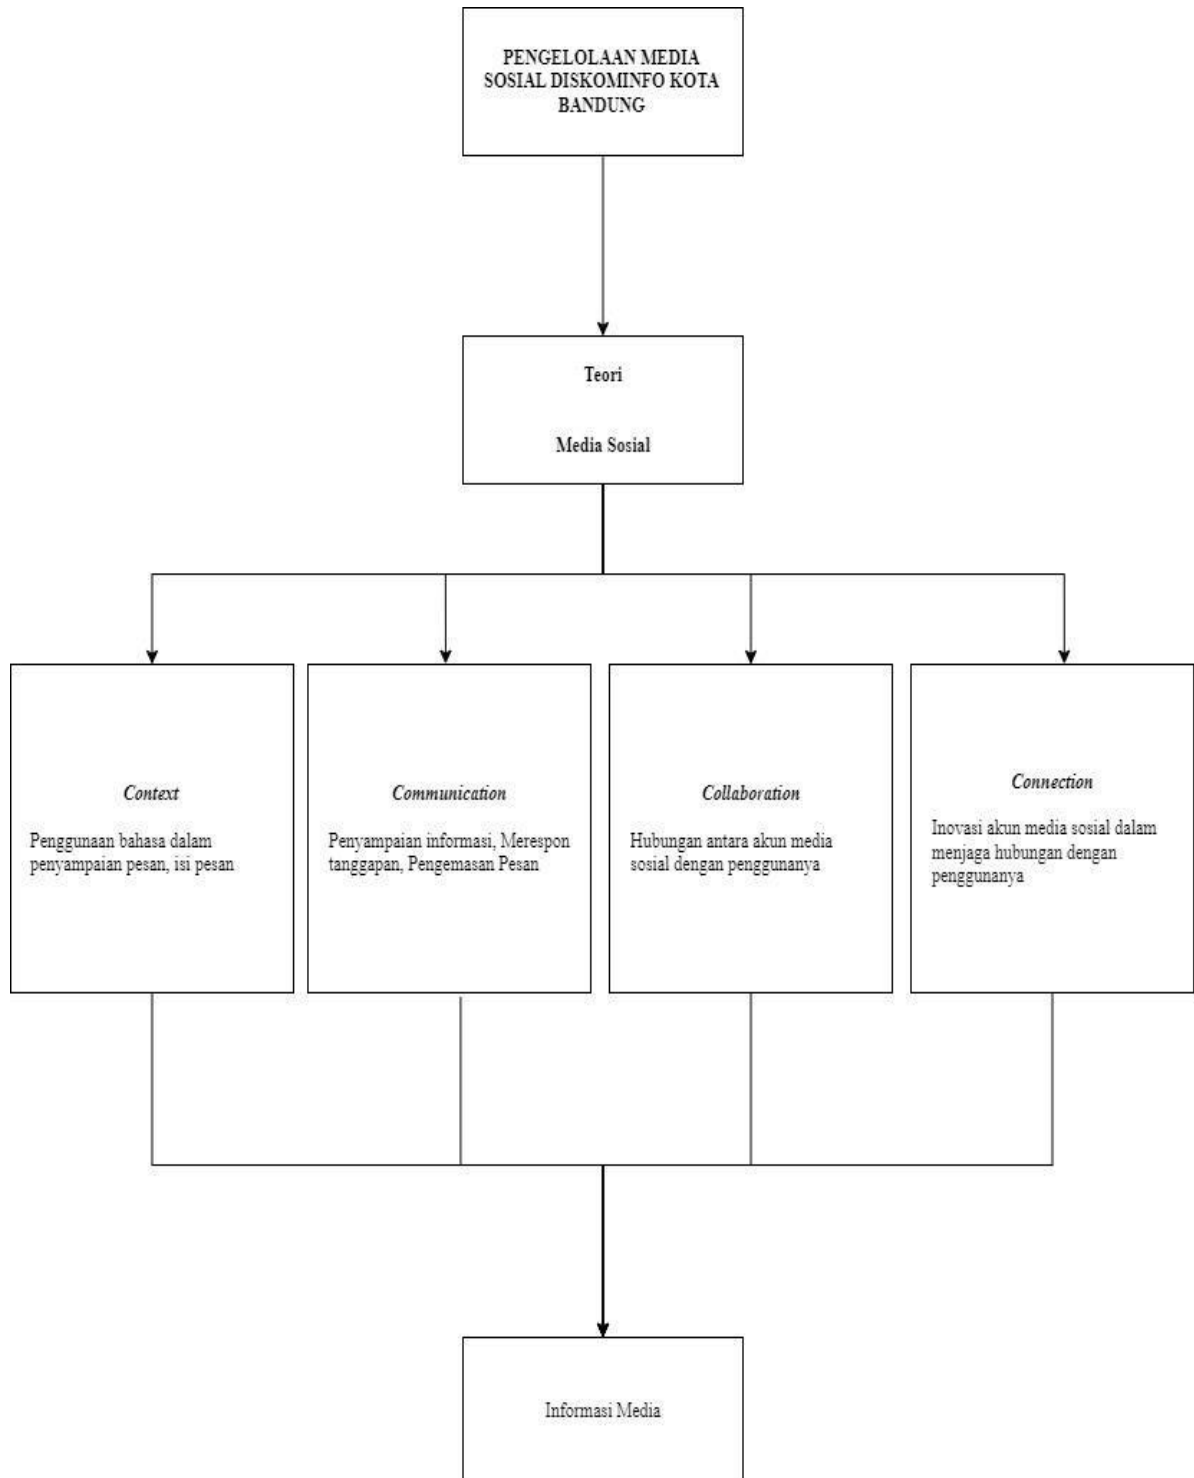 PENGELOLAAN MEDIA
SOSIAL DISKOMINFO KOTA
BANDUNG
Teori
Media Sosial
Context
Penggunaan bahasa dalam
penyampaian pesan, isi pesan
Communication
Penyampaian informasi, Merespon
tanggapan, Pengemasan Pesan
Collaboration
Hubungan antara akun media
sosial dengan penggunanya
Connection
Inovasi akun media sosial dalam
menjaga hubungan dengan
penggunanya
Informasi Media